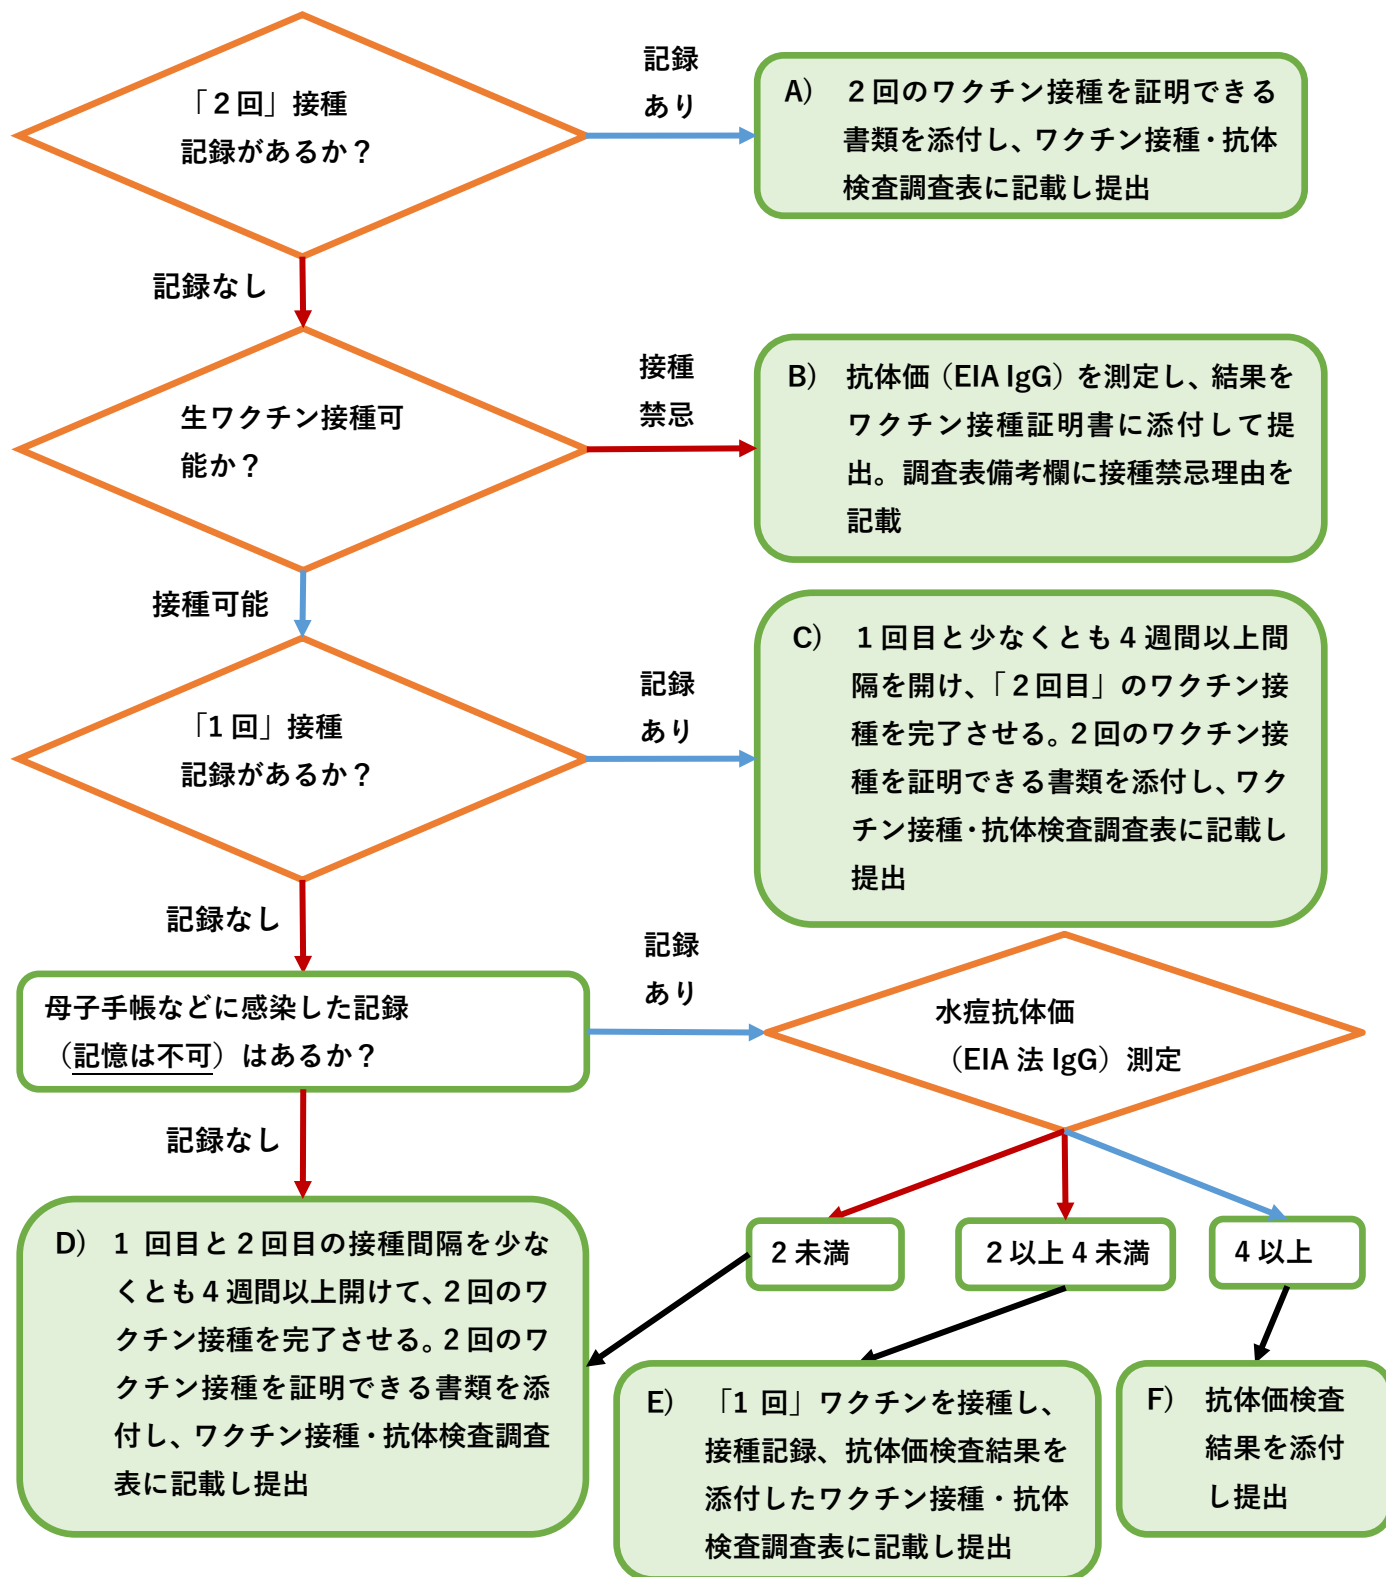 「2回」接種
記録があるか？
記録
あり
A) 2回のワクチン接種を証明できる
書類を添付し、ワクチン接種・抗体
検査調査表に記載し提出
記録なし
生ワクチン接種可
能か？
接種
禁忌
B) 抗体価（EIA IgG）を測定し、結果を
ワクチン接種証明書に添付して提
出。調査表備考欄に接種禁忌理由を
記載
接種可能
「1回」接種
記録があるか？
記録
あり
C) 1回目と少なくとも4週間以上間
隔を開け、「2回目」のワクチン接
種を完了させる。2回のワクチン接
種を証明できる書類を添付し、ワク
チン接種・抗体検査調査表に記載し
提出
記録なし
母子手帳などに感染した記録
（記憶は不可）はあるか？
記録
あり
水痘抗体価
（EIA 法 IgG）測定
記録なし
2未満
2以上4未満
4以上
D) 1 回目と2回目の接種間隔を少な
くとも4週間以上開けて、2回のワ
クチン接種を完了させる。2回のワ
クチン接種を証明できる書類を添
付し、ワクチン接種・抗体検査調査
表に記載し提出
E) 「1 回」ワクチンを接種し、
接種記録、抗体価検査結果を
添付したワクチン接種・抗体
検査調査表に記載し提出
F) 抗体価検査
結果を添付
し提出